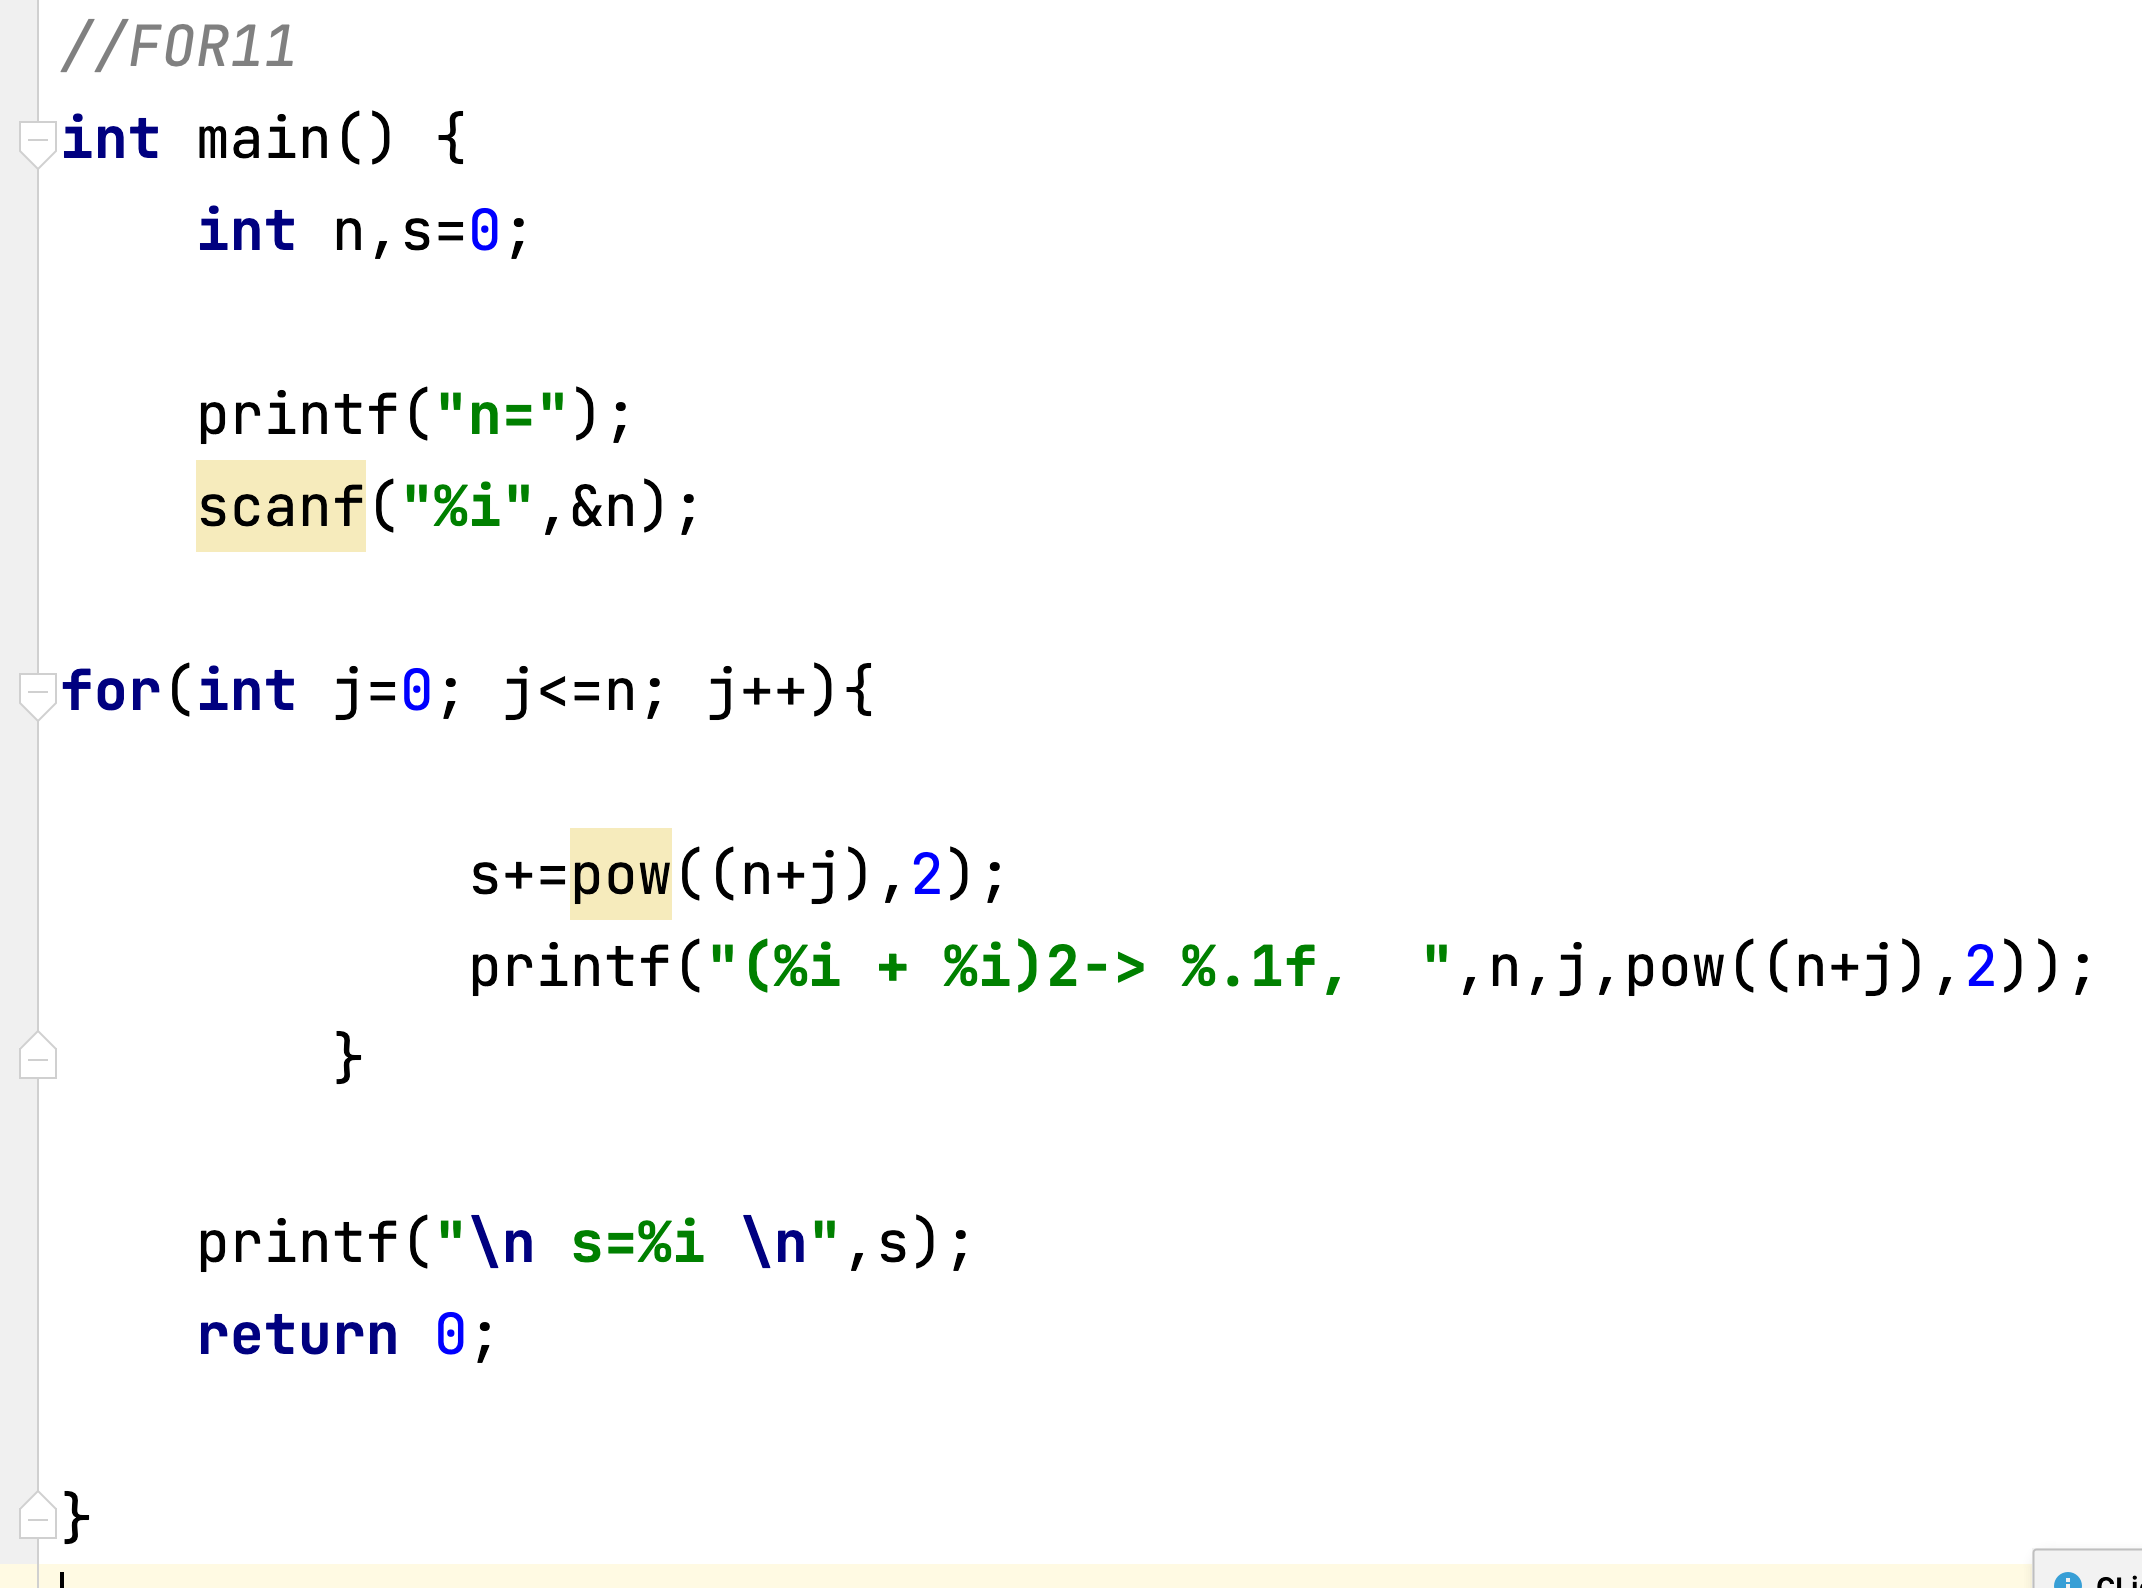 //FOR11
int main() {
    int n,s=0;
    printf("n=");
    scanf("%i",&n);
for(int j=0; j<=n; j++){
            s+=pow((n+j),2);
            printf("(%i + %i)2-> %.1f,  ",n,j,pow((n+j),2));
        }
    printf("\n s=%i \n",s);
    return 0;
}